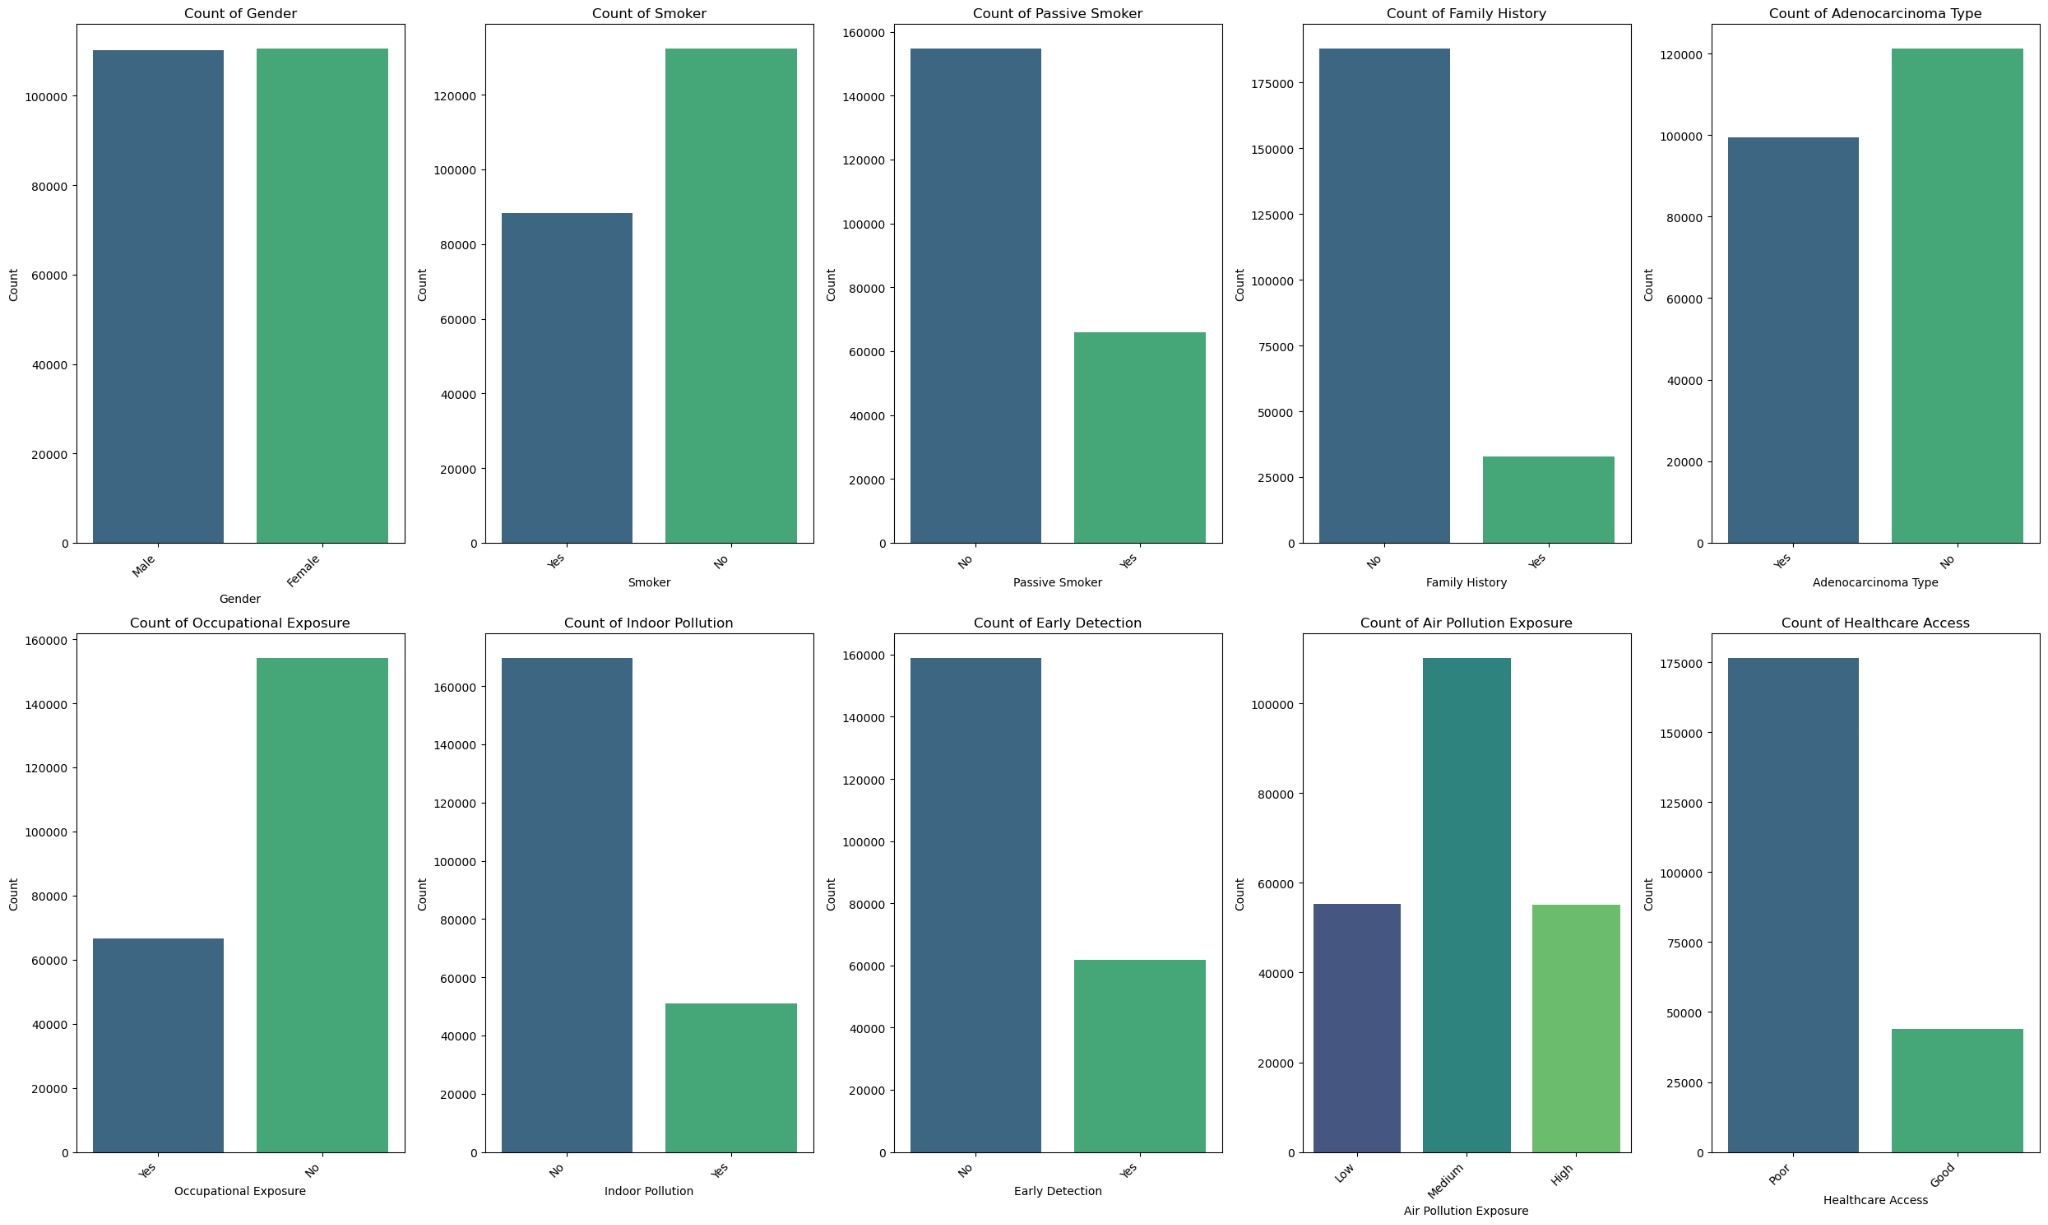 Count of Gender
Count
100000
80000
60000
40000
20000
0
Male
Female
Gender
Count of Smoker
Count
120000
100000
80000
60000
40000
20000
0
Yes
No
Smoker
Count of Passive Smoker
Count
160000
140000
120000
100000
80000
60000
40000
20000
0
No
Yes
Passive Smoker
Count of Family History
Count
175000
150000
125000
100000
75000
50000
25000
0
No
Yes
Family History
Count of Adenocarcinoma Type
Count
120000
100000
80000
60000
40000
20000
0
Yes
No
Adenocarcinoma Type
Count of Occupational Exposure
Count
160000
140000
120000
100000
80000
60000
40000
20000
0
Yes
No
Occupational Exposure
Count of Indoor Pollution
Count
160000
140000
120000
100000
80000
60000
40000
20000
0
No
Yes
Indoor Pollution
Count of Early Detection
Count
160000
140000
120000
100000
80000
60000
40000
20000
0
No
Yes
Early Detection
Count of Air Pollution Exposure
Count
100000
80000
60000
40000
20000
0
Low
Medium
High
Air Pollution Exposure
Count of Healthcare Access
Count
175000
150000
125000
100000
75000
50000
25000
0
Poor
Good
Healthcare Access